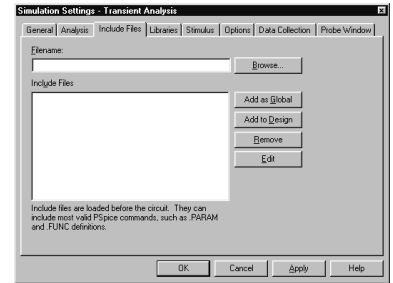 Simulation Settings - Transient Analysis
General Analysis Include Files Libraries Stimulus Options Data Collection Probe Window
Filename:
Browse...
Include Files
Add as Global
Add to Design
Remove
Edit
Include files are loaded before the circuit. They can
include most valid PSpice commands, such as .PARAM
and .FUNC definitions.
OK Cancel Apply Help